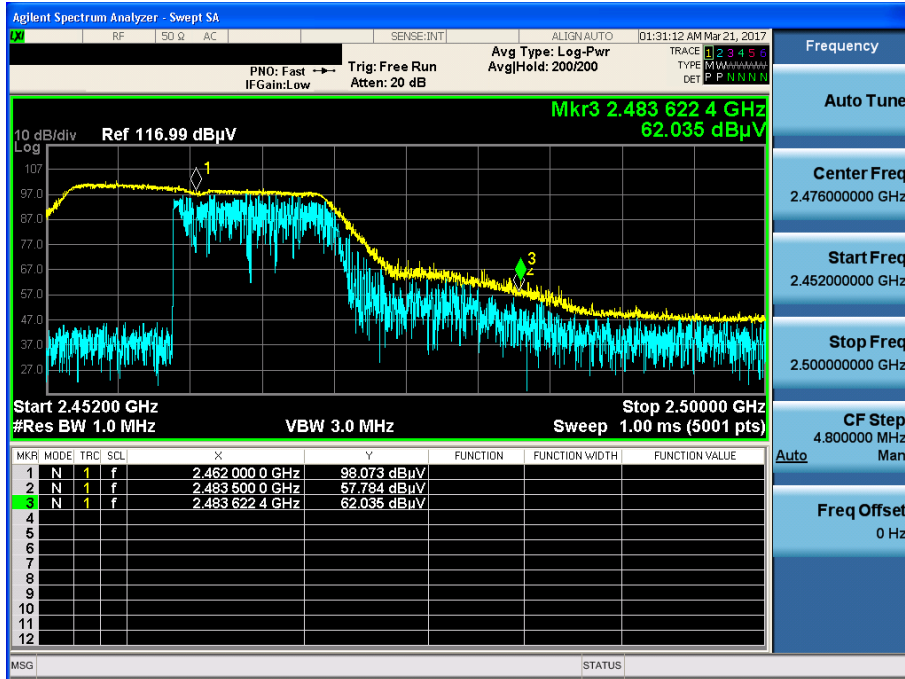 Agilent Spectrum Analyzer - Swept SA
LXI RF 50 Ω AC SENSE:INT ALIGN AUTO 01:31:12 AM Mar 21, 2017
PNO: Fast Trig: Free Run Avg Type: Log-Pwr TRACE 1 2 3 4 5 6
IFGain:Low Atten: 20 dB Avg|Hold: 200/200 TYPE M W W W W W
DET P P N N N N
Mkr3 2.483 622 4 GHz
62.035 dBµV
10 dB/div Ref 116.99 dBµV
Log
107
97.0
87.0
77.0
67.0
57.0
47.0
37.0
27.0
1
3
2
Start 2.45200 GHz Stop 2.50000 GHz
#Res BW 1.0 MHz VBW 3.0 MHz Sweep 1.00 ms (5001 pts)
MKR MODE TRC SCL X Y FUNCTION FUNCTION WIDTH FUNCTION VALUE
1 N 1 f 2.462 000 0 GHz 98.073 dBµV
2 N 1 f 2.483 500 0 GHz 57.784 dBµV
3 N 1 f 2.483 622 4 GHz 62.035 dBµV
4
5
6
7
8
9
10
11
12
MSG STATUS
Frequency
Auto Tune
Center Freq
2.476000000 GHz
Start Freq
2.452000000 GHz
Stop Freq
2.500000000 GHz
CF Step
4.800000 MHz
Auto Man
Freq Offset
0 Hz